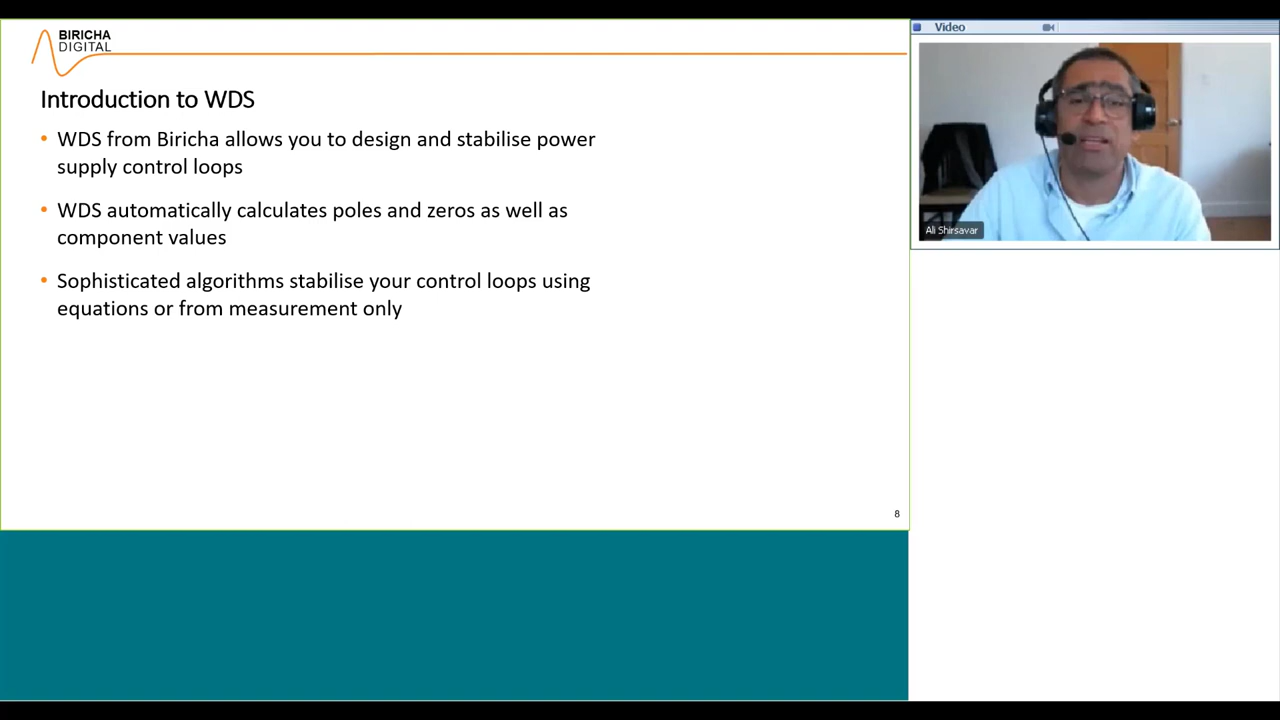 BIRICHA
DIGITAL
Introduction to WDS
• WDS from Biricha allows you to design and stabilise power
supply control loops
• WDS automatically calculates poles and zeros as well as
component values
• Sophisticated algorithms stabilise your control loops using
equations or from measurement only
8
Video
Ali Shirsavar